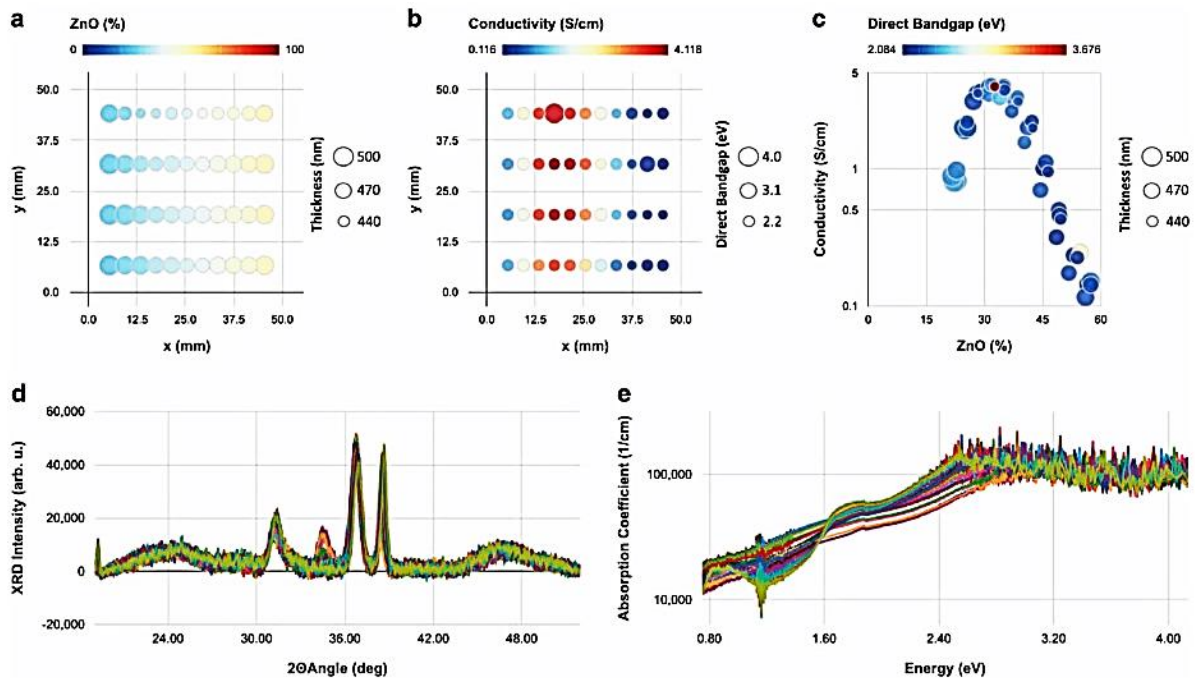 a
ZnO (%)
0 100
50.0
37.5
25.0
12.5
0.0
y (mm)
0.0 12.5 25.0 37.5 50.0
x (mm)
Thickness (nm)
500
470
440
b
Conductivity (S/cm)
0.116 4.118
50.0
37.5
25.0
12.5
0.0
y (mm)
0.0 12.5 25.0 37.5 50.0
x (mm)
Direct Bandgap (eV)
4.0
3.1
2.2
c
Direct Bandgap (eV)
2.084 3.676
5
1
0.5
0.1
Conductivity (S/cm)
0 15 30 45 60
ZnO (%)
Thickness (nm)
500
470
440
d
60,000
40,000
20,000
0
-20,000
XRD Intensity (arb. u.)
24.00 30.00 36.00 42.00 48.00
2ΘAngle (deg)
e
100,000
10,000
Absorption Coefficient (1/cm)
0.80 1.60 2.40 3.20 4.00
Energy (eV)